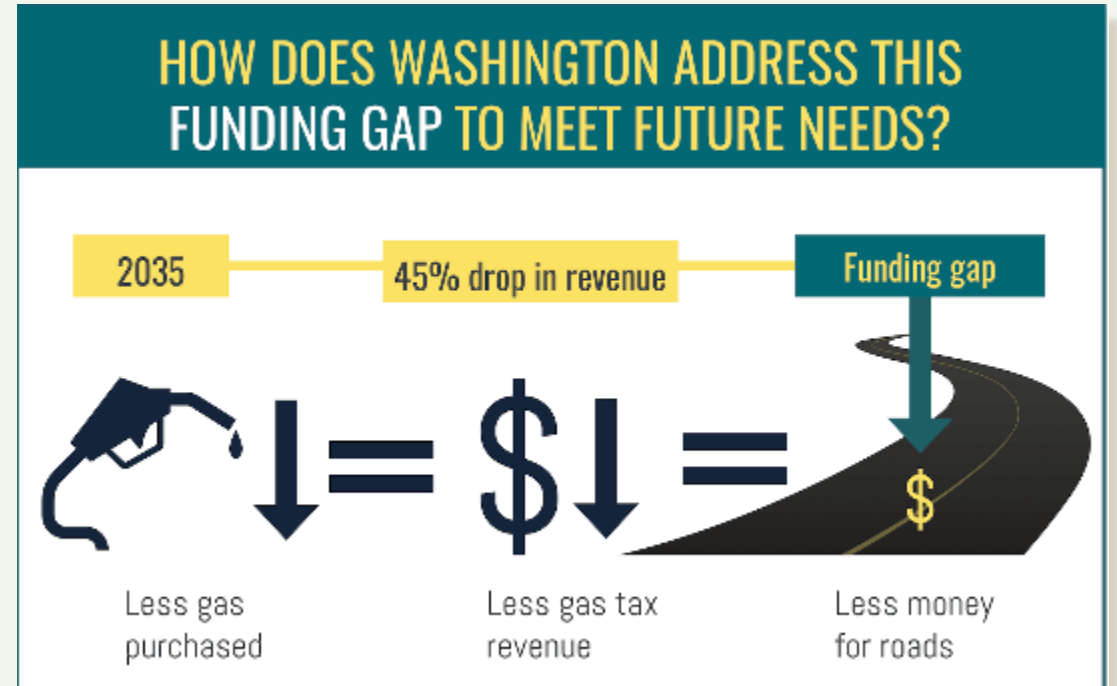 HOW DOES WASHINGTON ADDRESS THIS
FUNDING GAP TO MEET FUTURE NEEDS?
2035
45% drop in revenue
Funding gap
= $ =
$
Less gas
purchased
Less gas tax
revenue
Less money
for roads